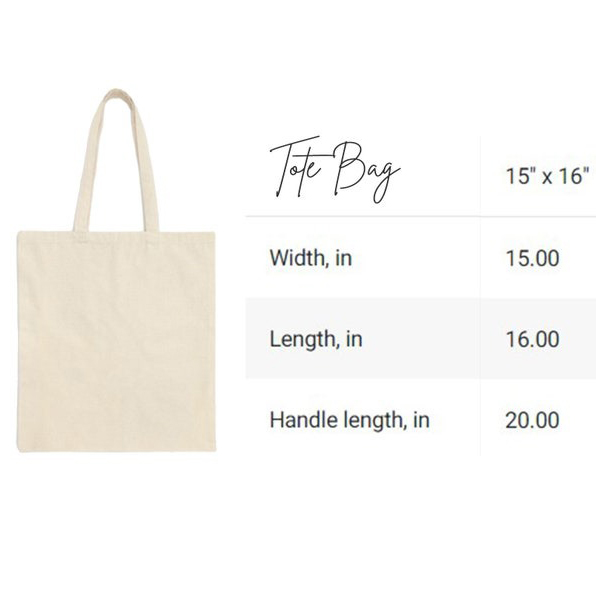 Tote Bag 15" x 16"
Width, in 15.00
Length, in 16.00
Handle length, in 20.00